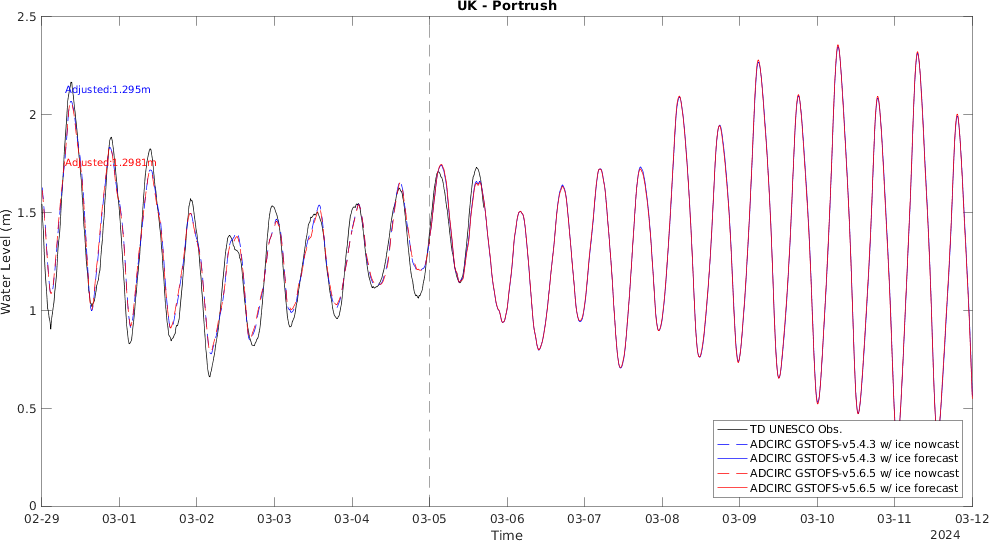 UK - Portrush
2.5
2
1.5
1
0.5
0
Water Level (m)
Adjusted:1.295m
Adjusted:1.2981m
TD UNESCO Obs.
ADCIRC GSTOFS-v5.4.3 w/ ice nowcast
ADCIRC GSTOFS-v5.4.3 w/ ice forecast
ADCIRC GSTOFS-v5.6.5 w/ ice nowcast
ADCIRC GSTOFS-v5.6.5 w/ ice forecast
02-29 03-01 03-02 03-03 03-04 03-05 03-06 03-07 03-08 03-09 03-10 03-11 03-12
Time
2024